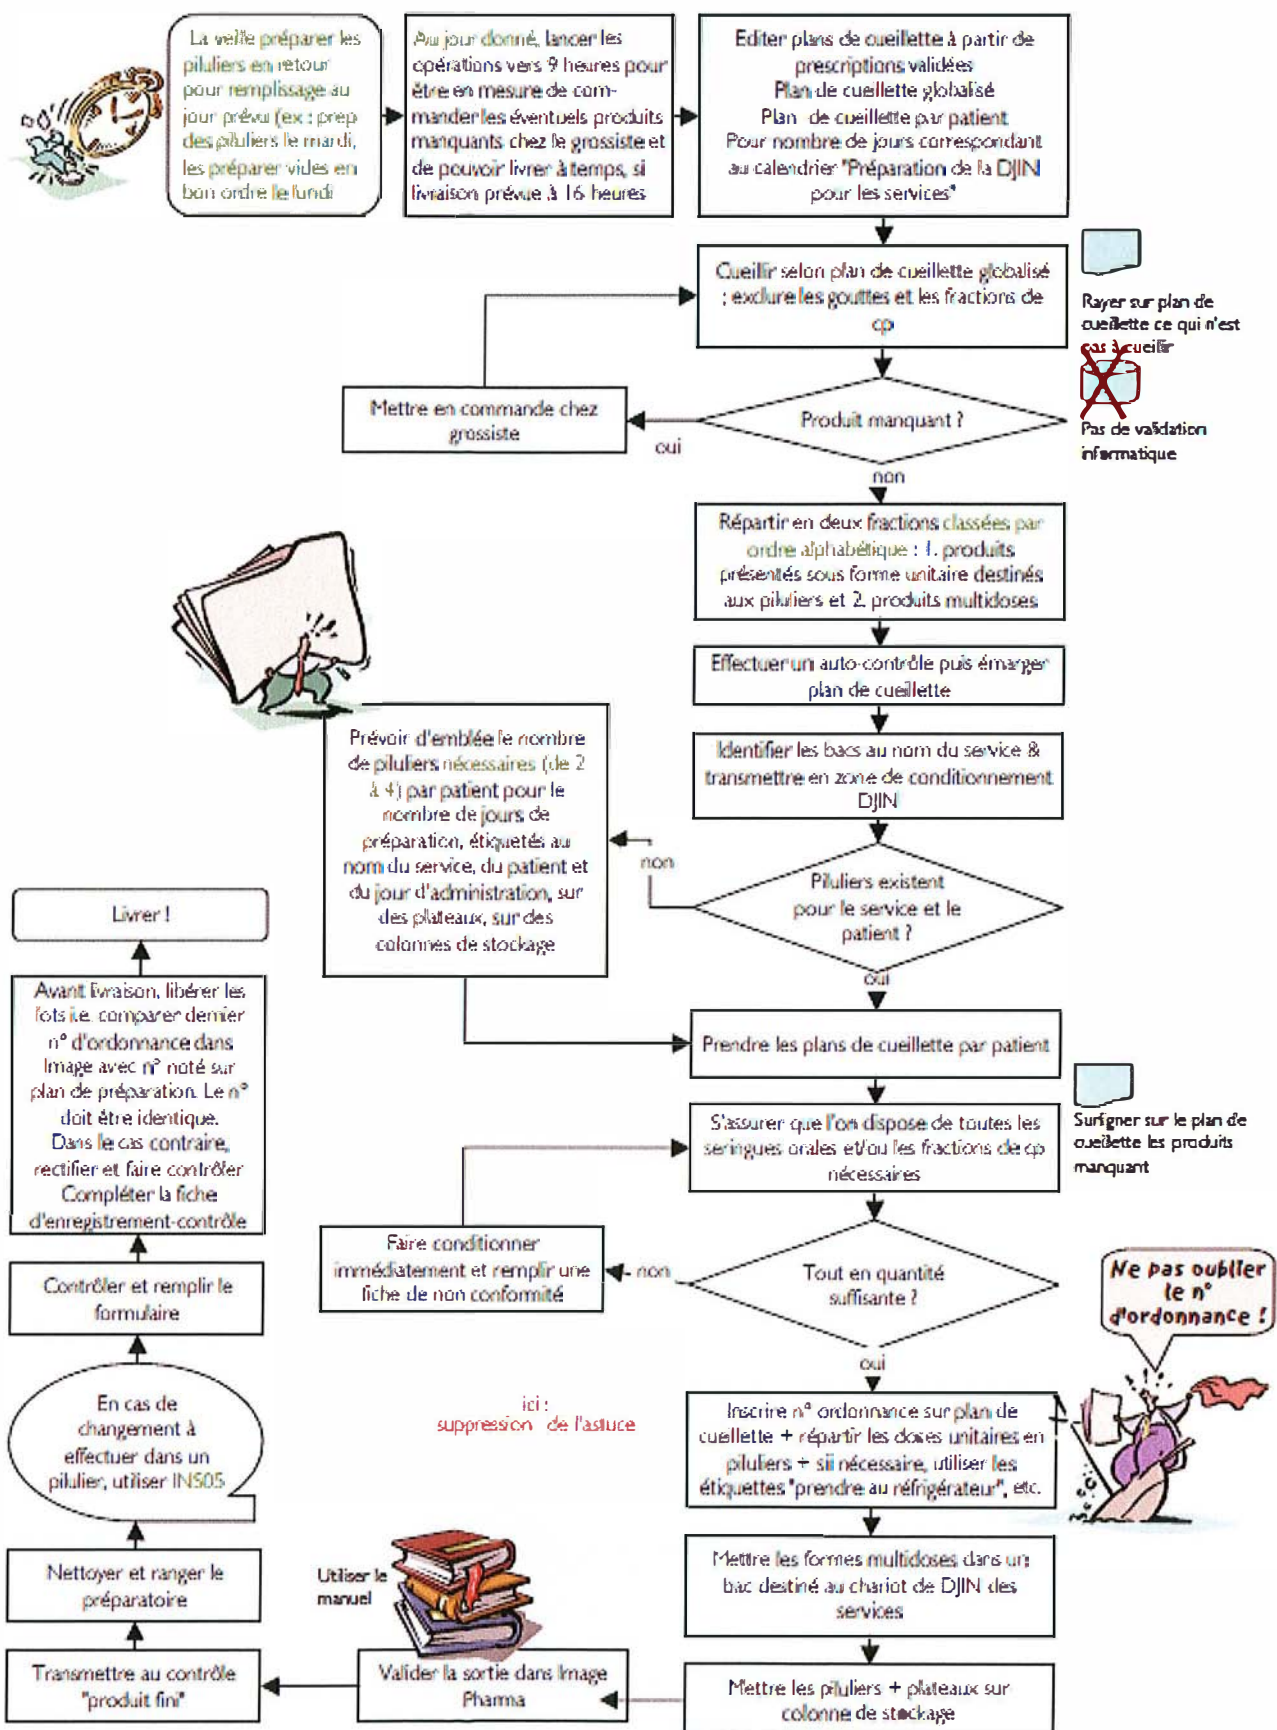 La veille préparer les
piluliers en retour
pour remplissage au
jour prévu (ex : prep
des piluliers le mardi,
les préparer vides en
bon ordre le lundi
Au jour donné, lancer les
opérations vers 9 heures pour
être en mesure de com-
mander les éventuels produits
manquants chez le grossiste et
de pouvoir livrer à temps, si
livraison prévue à 16 heures
Editer plans de cueillette à partir de
prescriptions validées
Plan de cueillette globalisé
Plan de cueillette par patient
Pour nombre de jours correspondant
au calendrier "Préparation de la DJIN
pour les services"
Cueillir selon plan de cueillette globalisé
; exclure les gouttes et les fractions de
cp
Rayer sur plan de
cueillette ce qui n'est
pas à cueillir
Pas de validation
informatique
Produit manquant ?
oui
Mettre en commande chez
grossiste
non
Répartir en deux fractions classées par
ordre alphabétique : 1. produits
présentés sous forme unitaire destinés
aux piluliers et 2. produits multidoses
Effectuer un auto-contrôle puis émarger
plan de cueillette
Identifier les bacs au nom du service &
transmettre en zone de conditionnement
DJIN
Piluliers existent
pour le service et le
patient ?
non
Prévoir d'emblée le nombre
de piluliers nécessaires (de 2
à 4) par patient pour le
nombre de jours de
préparation, étiquetés au
nom du service, du patient et
du jour d'administration, sur
des plateaux, sur des
colonnes de stockage
oui
Prendre les plans de cueillette par patient
S'assurer que l'on dispose de toutes les
seringues orales et/ou les fractions de cp
nécessaires
Surligner sur le plan de
cueillette les produits
manquant
Tout en quantité
suffisante ?
non
Faire conditionner
immédiatement et remplir une
fiche de non conformité
oui
Ne pas oublier
le n°
d'ordonnance !
ici :
suppression de l'astuce
Inscrire n° ordonnance sur plan de
cueillette + répartir les doses unitaires en
piluliers + sii nécessaire, utiliser les
étiquettes "prendre au réfrigérateur", etc.
Mettre les formes multidoses dans un
bac destiné au chariot de DJIN des
services
Mettre les piluliers + plateaux sur
colonne de stockage
Utiliser le
manuel
Valider la sortie dans Image
Pharma
Transmettre au contrôle
"produit fini"
Nettoyer et ranger le
préparatoire
En cas de
changement à
effectuer dans un
pilulier, utiliser INS05
Contrôler et remplir le
formulaire
Avant livraison, libérer les
lots i.e. comparer dernier
n° d'ordonnance dans
Image avec n° noté sur
plan de préparation. Le n°
doit être identique.
Dans le cas contraire,
rectifier et faire contrôler
Compléter la fiche
d'enregistrement-contrôle
Livrer !